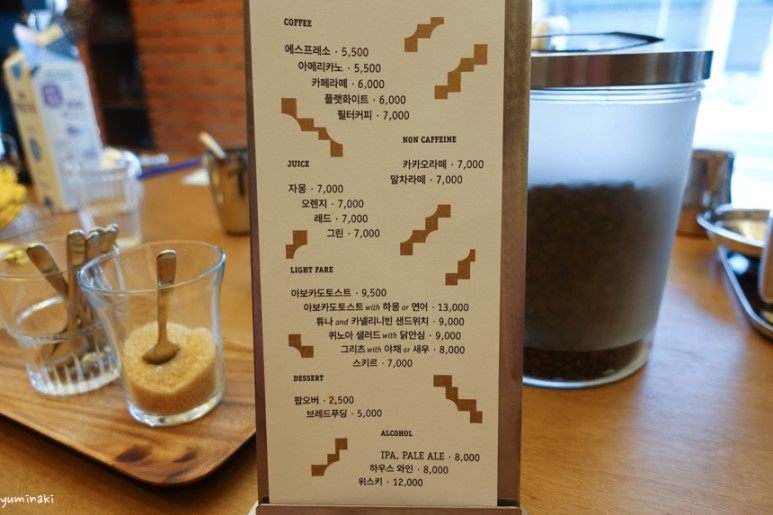 COFFEE
에스프레소 · 5,500
아메리카노 · 5,500
카페라떼 · 6,000
플랫화이트 · 6,000
필터커피 · 7,000
NON CAFFEINE
카카오라떼 · 7,000
말차라떼 · 7,000
JUICE
자몽 · 7,000
오렌지 · 7,000
레드 · 7,000
그린 · 7,000
LIGHT FARE
아보카도토스트 · 9,500
아보카도토스트 with 하몽 or 연어 · 13,000
튜나 and 카넬리니빈 샌드위치 · 9,000
퀴노아 샐러드 with 닭안심 · 9,000
그리츠 with 야채 or 새우 · 8,000
스키르 · 7,000
DESSERT
팝오버 · 2,500
브레드푸딩 · 5,000
ALCOHOL
IPA, PALE ALE · 8,000
하우스 와인 · 8,000
위스키 · 12,000
yuminaki